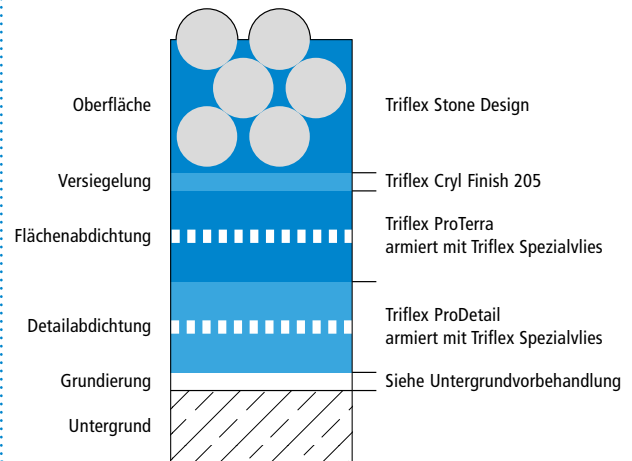 Oberfläche
Triflex Stone Design
Versiegelung
Triflex Cryl Finish 205
Flächenabdichtung
Triflex ProTerra
armiert mit Triflex Spezialvlies
Detailabdichtung
Triflex ProDetail
armiert mit Triflex Spezialvlies
Grundierung
Siehe Untergrundvorbehandlung
Untergrund